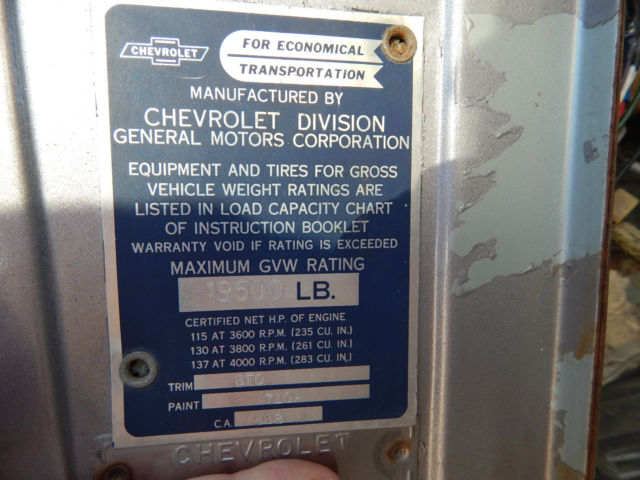 CHEVROLET
FOR ECONOMICAL
TRANSPORTATION
MANUFACTURED BY
CHEVROLET DIVISION
GENERAL MOTORS CORPORATION
EQUIPMENT AND TIRES FOR GROSS
VEHICLE WEIGHT RATINGS ARE
LISTED IN LOAD CAPACITY CHART
OF INSTRUCTION BOOKLET
WARRANTY VOID IF RATING IS EXCEEDED
MAXIMUM GVW RATING
19500 LB.
CERTIFIED NET H.P. OF ENGINE
115 AT 3600 R.P.M. (235 CU. IN.)
130 AT 3800 R.P.M. (261 CU. IN.)
137 AT 4000 R.P.M. (283 CU. IN.)
TRIM
PAINT
C.A.
CHEVROLET